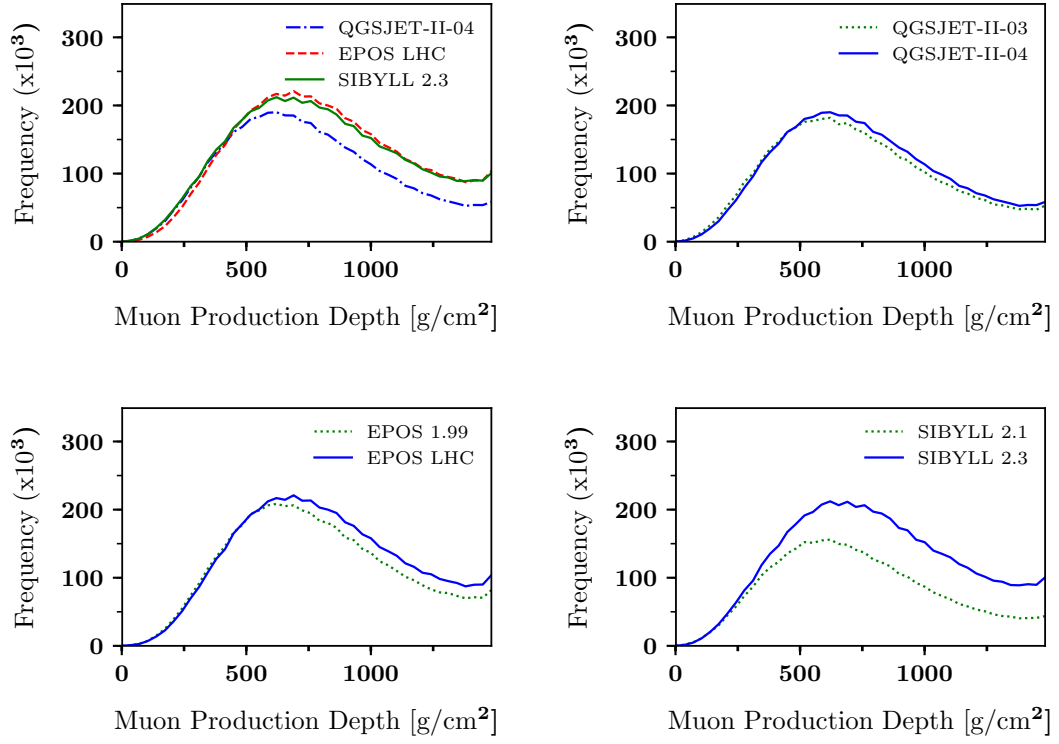 Frequency (x10³)
300
200
100
0
QGSJET-II-04
EPOS LHC
SIBYLL 2.3
0 500 1000
Muon Production Depth [g/cm²]
Frequency (x10³)
300
200
100
0
QGSJET-II-03
QGSJET-II-04
0 500 1000
Muon Production Depth [g/cm²]
Frequency (x10³)
300
200
100
0
EPOS 1.99
EPOS LHC
0 500 1000
Muon Production Depth [g/cm²]
Frequency (x10³)
300
200
100
0
SIBYLL 2.1
SIBYLL 2.3
0 500 1000
Muon Production Depth [g/cm²]